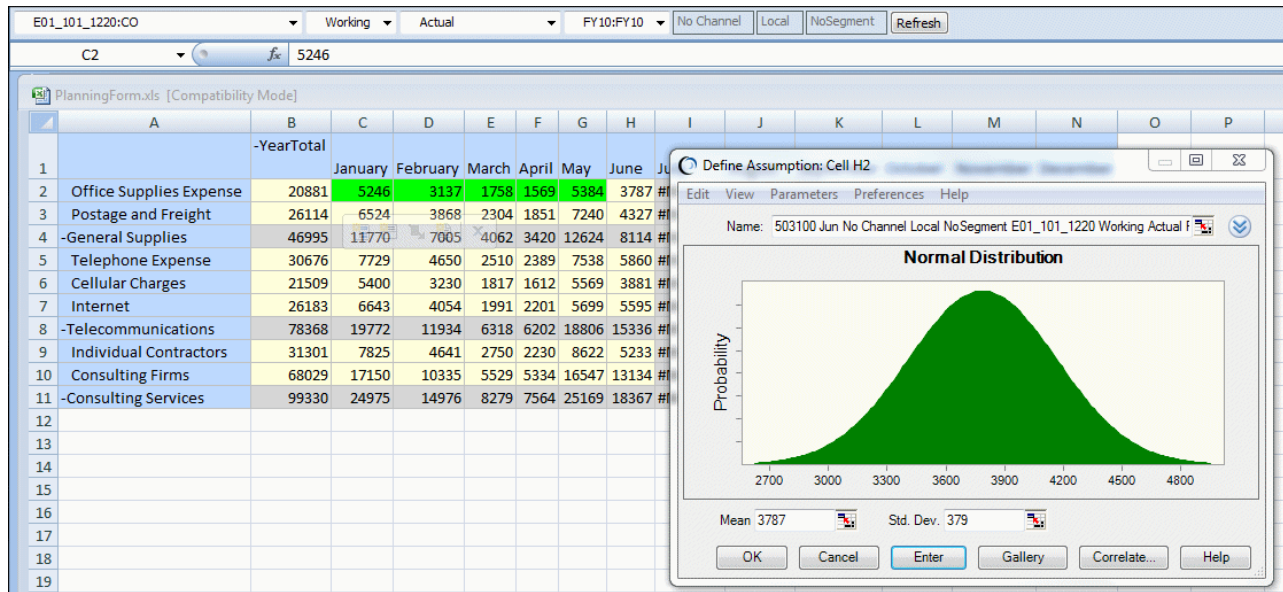 E01_101_1220:CO Working Actual FY10:FY10 No Channel Local NoSegment Refresh
C2 fx 5246
PlanningForm.xls [Compatibility Mode]
A B C D E F G H I J K L M N O P
-YearTotal
1 January February March April May June
2 Office Supplies Expense 20881 5246 3137 1758 1569 5384 3787
3 Postage and Freight 26114 6524 3868 2304 1851 7240 4327
4 -General Supplies 46995 11770 7005 4062 3420 12624 8114
5 Telephone Expense 30676 7729 4650 2510 2389 7538 5860
6 Cellular Charges 21509 5400 3230 1817 1612 5569 3881
7 Internet 26183 6643 4054 1991 2201 5699 5595
8 -Telecommunications 78368 19772 11934 6318 6202 18806 15336
9 Individual Contractors 31301 7825 4641 2750 2230 8622 5233
10 Consulting Firms 68029 17150 10335 5529 5334 16547 13134
11 -Consulting Services 99330 24975 14976 8279 7564 25169 18367
12
13
14
15
16
17
18
19
Define Assumption: Cell H2
Edit View Parameters Preferences Help
Name: 503100 Jun No Channel Local NoSegment E01_101_1220 Working Actual
Normal Distribution
Probability
2700 3000 3300 3600 3900 4200 4500 4800
Mean 3787 Std. Dev. 379
OK Cancel Enter Gallery Correlate... Help